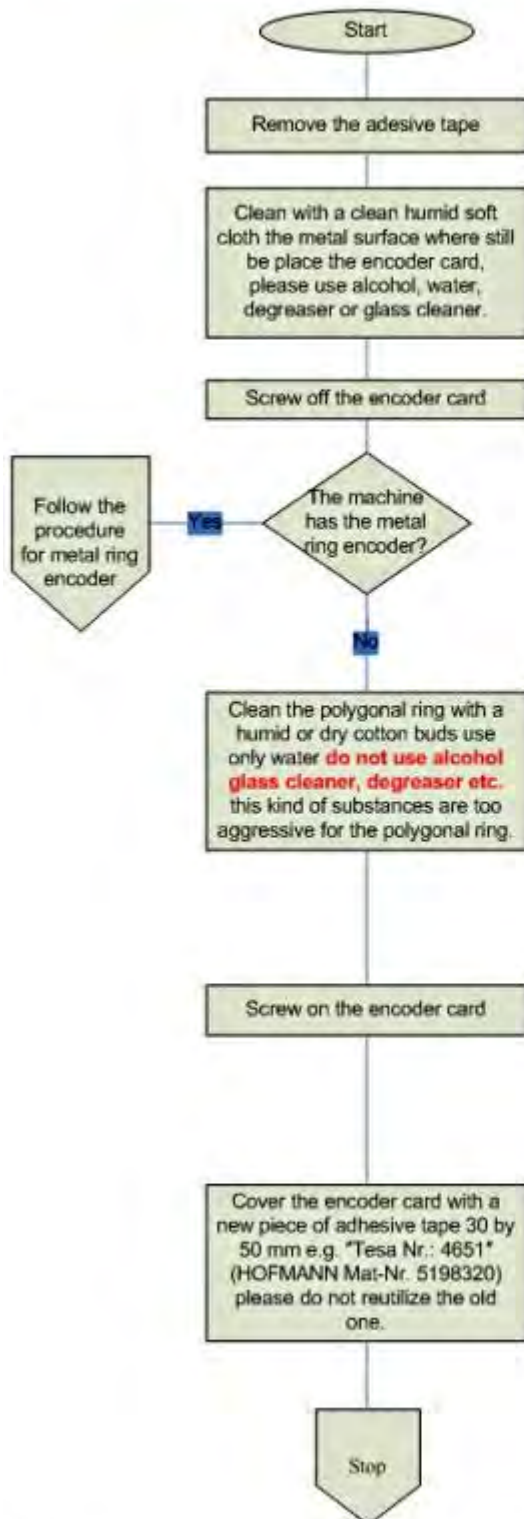 Start
Remove the adesive tape
Clean with a clean humid soft
cloth the metal surface where still
be place the encoder card,
please use alcohol, water,
degreaser or glass cleaner.
Screw off the encoder card
The machine
has the metal
ring encoder?
Yes
Follow the
procedure
for metal ring
encoder
No
Clean the polygonal ring with a
humid or dry cotton buds use
only water do not use alcohol
glass cleaner, degreaser etc.
this kind of substances are too
aggressive for the polygonal ring.
Screw on the encoder card
Cover the encoder card with a
new piece of adhesive tape 30 by
50 mm e.g. "Tesa Nr.: 4651"
(HOFMANN Mat-Nr. 5198320)
please do not reutilize the old
one.
Stop